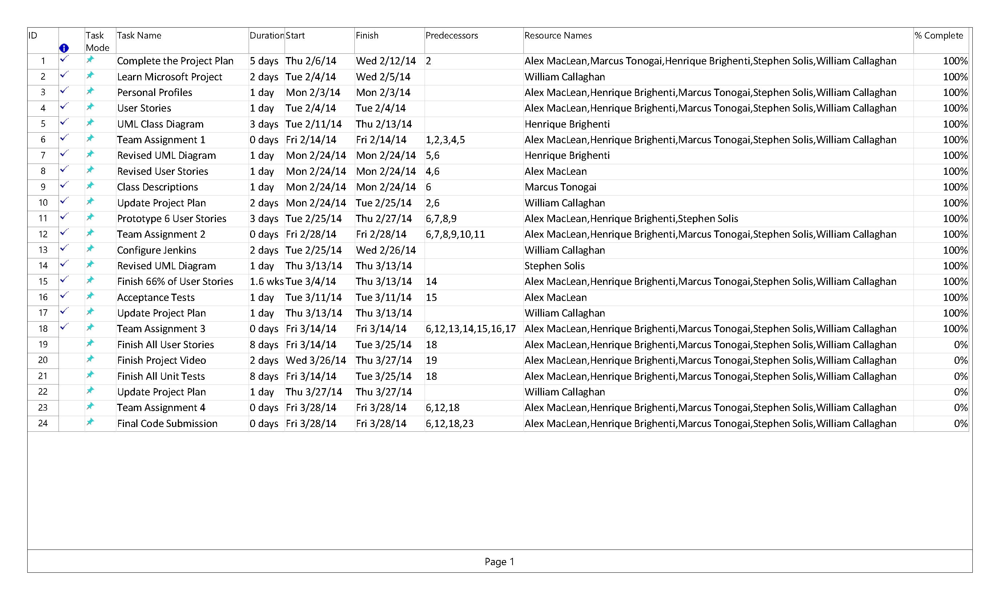 ID Task Mode Task Name Duration Start Finish Predecessors Resource Names % Complete
1 Complete the Project Plan 5 days Thu 2/6/14 Wed 2/12/14 2 Alex MacLean,Marcus Tonogai,Henrique Brighenti,Stephen Solis,William Callaghan 100%
2 Learn Microsoft Project 2 days Tue 2/4/14 Wed 2/5/14 William Callaghan 100%
3 Personal Profiles 1 day Mon 2/3/14 Mon 2/3/14 Alex MacLean,Henrique Brighenti,Marcus Tonogai,Stephen Solis,William Callaghan 100%
4 User Stories 1 day Tue 2/4/14 Tue 2/4/14 Alex MacLean,Henrique Brighenti,Marcus Tonogai,Stephen Solis,William Callaghan 100%
5 UML Class Diagram 3 days Tue 2/11/14 Thu 2/13/14 Henrique Brighenti 100%
6 Team Assignment 1 0 days Fri 2/14/14 Fri 2/14/14 1,2,3,4,5 Alex MacLean,Henrique Brighenti,Marcus Tonogai,Stephen Solis,William Callaghan 100%
7 Revised UML Diagram 1 day Mon 2/24/14 Mon 2/24/14 5,6 Henrique Brighenti 100%
8 Revised User Stories 1 day Mon 2/24/14 Mon 2/24/14 4,6 Alex MacLean 100%
9 Class Descriptions 1 day Mon 2/24/14 Mon 2/24/14 6 Marcus Tonogai 100%
10 Update Project Plan 2 days Mon 2/24/14 Tue 2/25/14 2,6 William Callaghan 100%
11 Prototype 6 User Stories 3 days Tue 2/25/14 Thu 2/27/14 6,7,8,9 Alex MacLean,Henrique Brighenti,Stephen Solis 100%
12 Team Assignment 2 0 days Fri 2/28/14 Fri 2/28/14 6,7,8,9,10,11 Alex MacLean,Henrique Brighenti,Marcus Tonogai,Stephen Solis,William Callaghan 100%
13 Configure Jenkins 2 days Tue 2/25/14 Wed 2/26/14 William Callaghan 100%
14 Revised UML Diagram 1 day Thu 3/13/14 Thu 3/13/14 Stephen Solis 100%
15 Finish 66% of User Stories 1.6 wks Tue 3/4/14 Thu 3/13/14 14 Alex MacLean,Henrique Brighenti,Marcus Tonogai,Stephen Solis,William Callaghan 100%
16 Acceptance Tests 1 day Tue 3/11/14 Tue 3/11/14 15 Alex MacLean 100%
17 Update Project Plan 1 day Thu 3/13/14 Thu 3/13/14 William Callaghan 100%
18 Team Assignment 3 0 days Fri 3/14/14 Fri 3/14/14 6,12,13,14,15,16,17 Alex MacLean,Henrique Brighenti,Marcus Tonogai,Stephen Solis,William Callaghan 100%
19 Finish All User Stories 8 days Fri 3/14/14 Tue 3/25/14 18 Alex MacLean,Henrique Brighenti,Marcus Tonogai,Stephen Solis,William Callaghan 0%
20 Finish Project Video 2 days Wed 3/26/14 Thu 3/27/14 19 Alex MacLean,Henrique Brighenti,Marcus Tonogai,Stephen Solis,William Callaghan 0%
21 Finish All Unit Tests 8 days Fri 3/14/14 Tue 3/25/14 18 Alex MacLean,Henrique Brighenti,Marcus Tonogai,Stephen Solis,William Callaghan 0%
22 Update Project Plan 1 day Thu 3/27/14 Thu 3/27/14 William Callaghan 0%
23 Team Assignment 4 0 days Fri 3/28/14 Fri 3/28/14 6,12,18 Alex MacLean,Henrique Brighenti,Marcus Tonogai,Stephen Solis,William Callaghan 0%
24 Final Code Submission 0 days Fri 3/28/14 Fri 3/28/14 6,12,18,23 Alex MacLean,Henrique Brighenti,Marcus Tonogai,Stephen Solis,William Callaghan 0%
Page 1